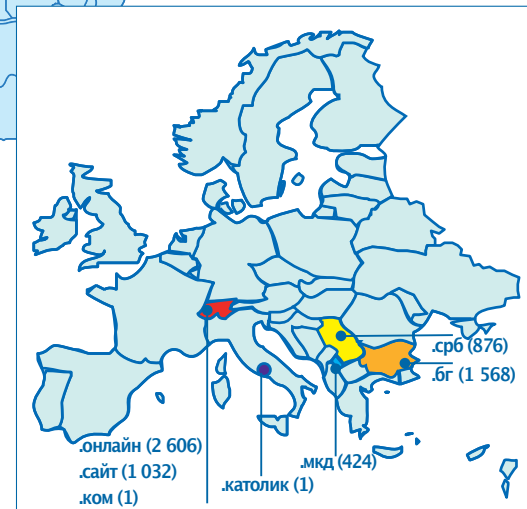 .срб (876)
.бг (1 568)
.онлайн (2 606)
.сайт (1 032)
.ком (1)
.католик (1)
.мкд (424)